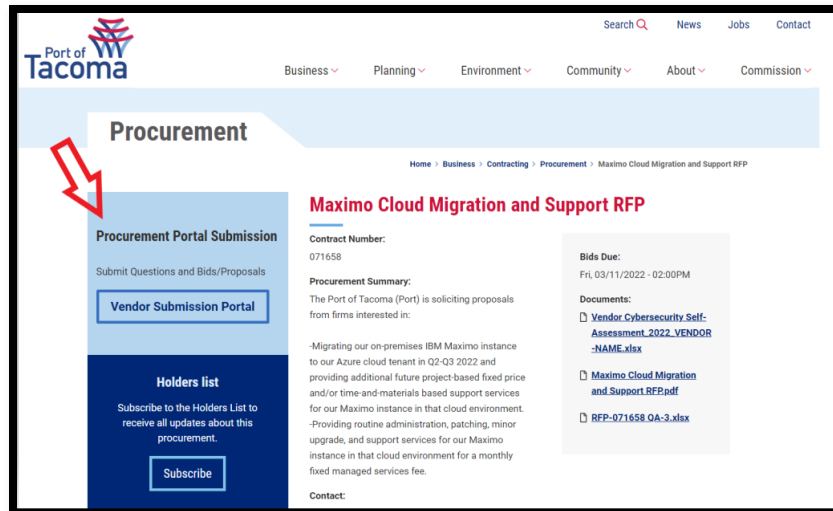 Port of
Tacoma
Search
News
Jobs
Contact
Business
Planning
Environment
Community
About
Commission
Procurement
Home > Business > Contracting > Procurement > Maximo Cloud Migration and Support RFP
Procurement Portal Submission
Submit Questions and Bids/Proposals
Vendor Submission Portal
Holders list
Subscribe to the Holders List to
receive all updates about this
procurement.
Subscribe
Maximo Cloud Migration and Support RFP
Contract Number:
071658
Procurement Summary:
The Port of Tacoma (Port) is soliciting proposals
from firms interested in:
-Migrating our on-premises IBM Maximo instance
to our Azure cloud tenant in Q2-Q3 2022 and
providing additional future project-based fixed price
and/or time-and-materials based support services
for our Maximo instance in that cloud environment.
-Providing routine administration, patching, minor
upgrade, and support services for our Maximo
instance in that cloud environment for a monthly
fixed managed services fee.
Contact:
Bids Due:
Fri, 03/11/2022 - 02:00PM
Documents:
Vendor Cybersecurity Self-
Assessment_2022_VENDOR
-NAME.xlsx
Maximo Cloud Migration
and Support RFP.pdf
RFP-071658 QA-3.xlsx